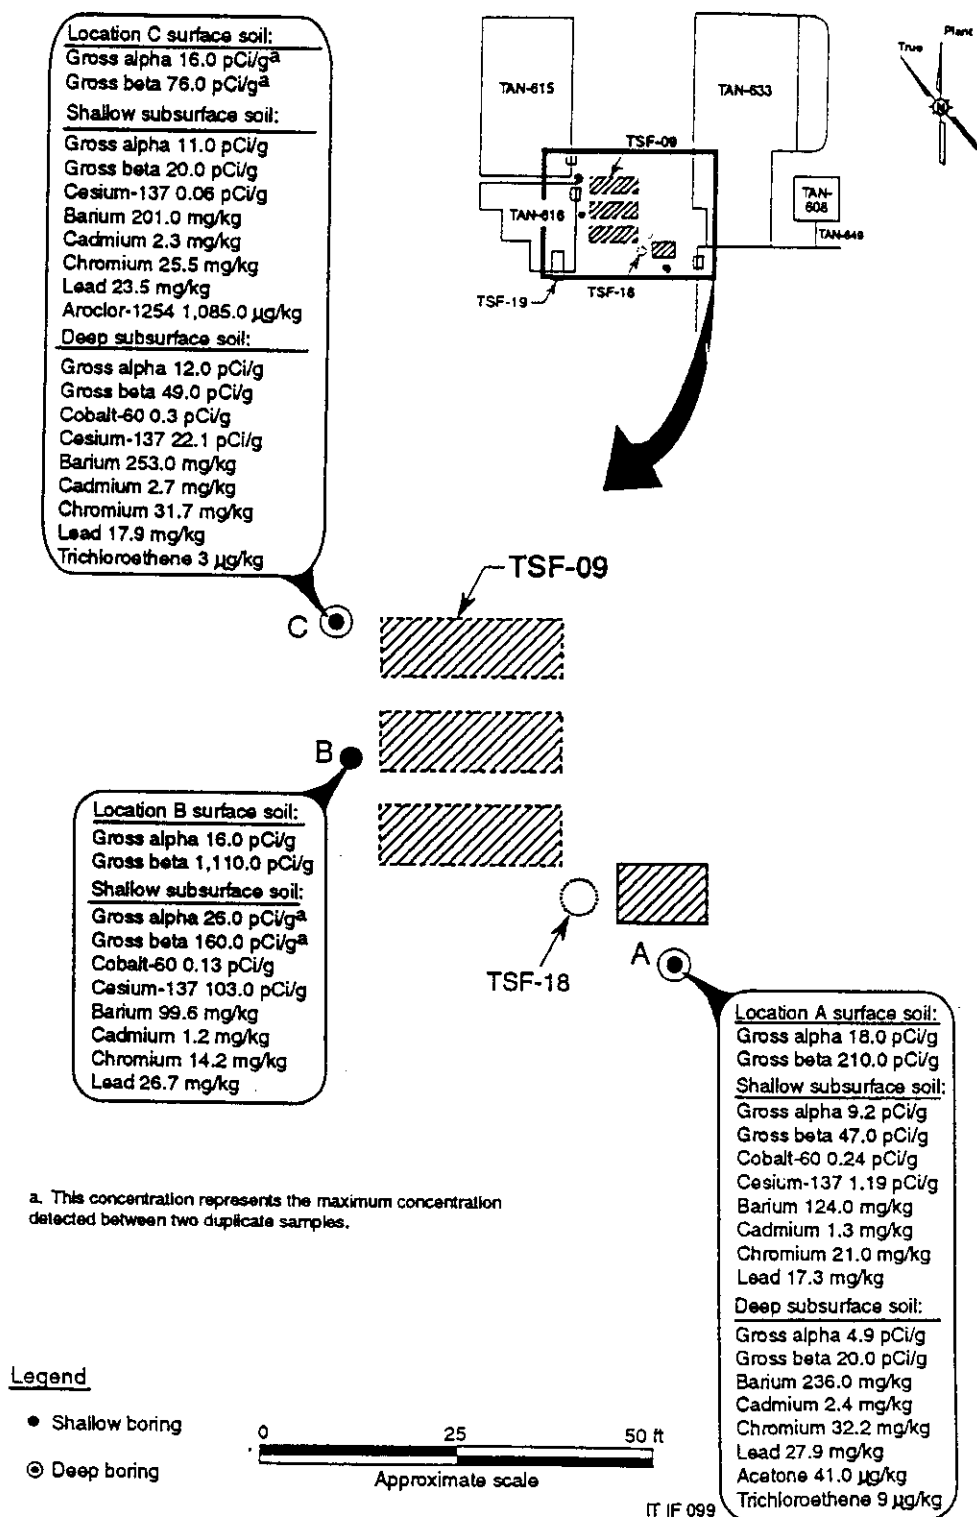 Location C surface soil:
Gross alpha 16.0 pCi/gª
Gross beta 76.0 pCi/gª
Shallow subsurface soil:
Gross alpha 11.0 pCi/g
Gross beta 20.0 pCi/g
Cesium-137 0.06 pCi/g
Barium 201.0 mg/kg
Cadmium 2.3 mg/kg
Chromium 25.5 mg/kg
Lead 23.5 mg/kg
Aroclor-1254 1,085.0 µg/kg
Deep subsurface soil:
Gross alpha 12.0 pCi/g
Gross beta 49.0 pCi/g
Cobalt-60 0.3 pCi/g
Cesium-137 22.1 pCi/g
Barium 253.0 mg/kg
Cadmium 2.7 mg/kg
Chromium 31.7 mg/kg
Lead 17.9 mg/kg
Trichloroethene 3 µg/kg
TAN-615
TAN-633
TSF-09
TAN-616
TAN-
608
TAN-649
TSF-19
TSF-18
True
Plant
N
TSF-09
C
B
Location B surface soil:
Gross alpha 16.0 pCi/g
Gross beta 1,110.0 pCi/g
Shallow subsurface soil:
Gross alpha 26.0 pCi/gª
Gross beta 160.0 pCi/gª
Cobalt-60 0.13 pCi/g
Cesium-137 103.0 pCi/g
Barium 99.6 mg/kg
Cadmium 1.2 mg/kg
Chromium 14.2 mg/kg
Lead 26.7 mg/kg
TSF-18
A
Location A surface soil:
Gross alpha 18.0 pCi/g
Gross beta 210.0 pCi/g
Shallow subsurface soil:
Gross alpha 9.2 pCi/g
Gross beta 47.0 pCi/g
Cobalt-60 0.24 pCi/g
Cesium-137 1.19 pCi/g
Barium 124.0 mg/kg
Cadmium 1.3 mg/kg
Chromium 21.0 mg/kg
Lead 17.3 mg/kg
Deep subsurface soil:
Gross alpha 4.9 pCi/g
Gross beta 20.0 pCi/g
Barium 236.0 mg/kg
Cadmium 2.4 mg/kg
Chromium 32.2 mg/kg
Lead 27.9 mg/kg
Acetone 41.0 µg/kg
Trichloroethene 9 µg/kg
a. This concentration represents the maximum concentration
detected between two duplicate samples.
Legend
Shallow boring
Deep boring
0 25 50 ft
Approximate scale
IT IF 099